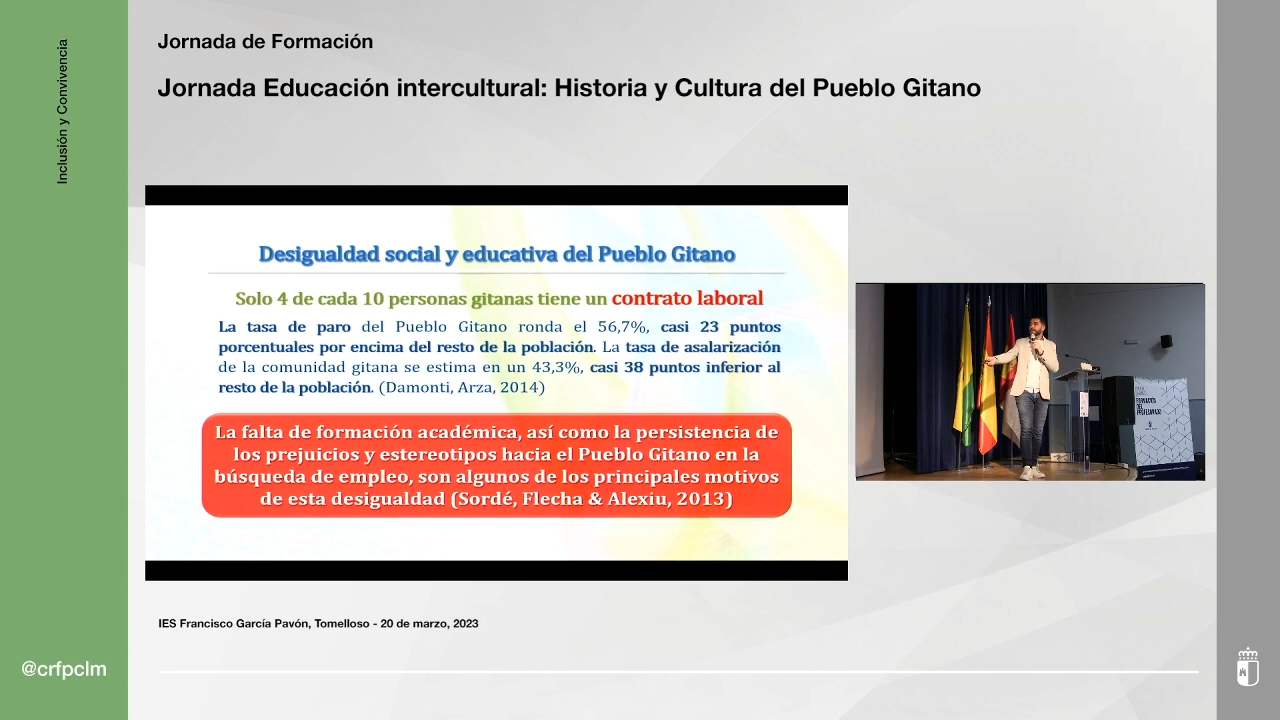 Inclusión y Convivencia
Jornada de Formación
Jornada Educación intercultural: Historia y Cultura del Pueblo Gitano
Desigualdad social y educativa del Pueblo Gitano
Solo 4 de cada 10 personas gitanas tiene un contrato laboral
La tasa de paro del Pueblo Gitano ronda el 56,7%, casi 23 puntos
porcentuales por encima del resto de la población. La tasa de asalarización
de la comunidad gitana se estima en un 43,3%, casi 38 puntos inferior al
resto de la población. (Damonti, Arza, 2014)
La falta de formación académica, así como la persistencia de
los prejuicios y estereotipos hacia el Pueblo Gitano en la
búsqueda de empleo, son algunos de los principales motivos
de esta desigualdad (Sordé, Flecha & Alexiu, 2013)
IES Francisco García Pavón, Tomelloso - 20 de marzo, 2023
@crfpclm